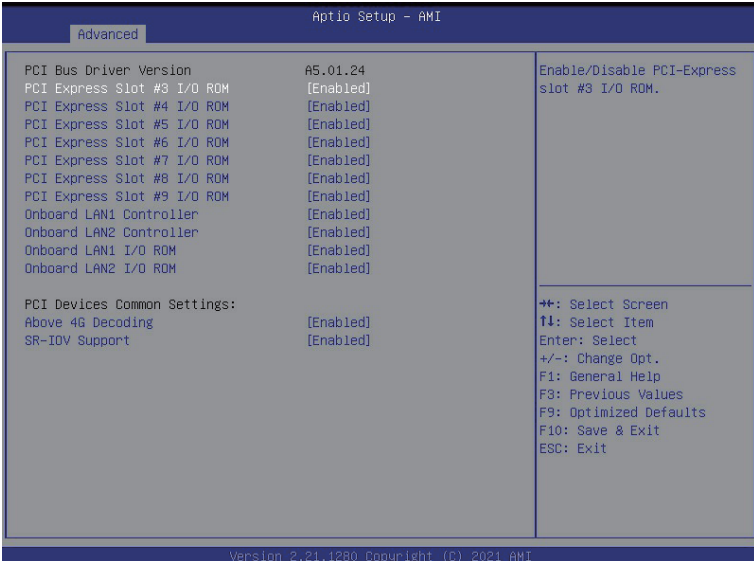 Aptio Setup – AMI
Advanced
PCI Bus Driver Version A5.01.24
PCI Express Slot #3 I/O ROM [Enabled]
PCI Express Slot #4 I/O ROM [Enabled]
PCI Express Slot #5 I/O ROM [Enabled]
PCI Express Slot #6 I/O ROM [Enabled]
PCI Express Slot #7 I/O ROM [Enabled]
PCI Express Slot #8 I/O ROM [Enabled]
PCI Express Slot #9 I/O ROM [Enabled]
Onboard LAN1 Controller [Enabled]
Onboard LAN2 Controller [Enabled]
Onboard LAN1 I/O ROM [Enabled]
Onboard LAN2 I/O ROM [Enabled]
PCI Devices Common Settings:
Above 4G Decoding [Enabled]
SR-IOV Support [Enabled]
Enable/Disable PCI-Express
slot #3 I/O ROM.
→←: Select Screen
↑↓: Select Item
Enter: Select
+/-: Change Opt.
F1: General Help
F3: Previous Values
F9: Optimized Defaults
F10: Save & Exit
ESC: Exit
Version 2.21.1280 Copyright (C) 2021 AMI